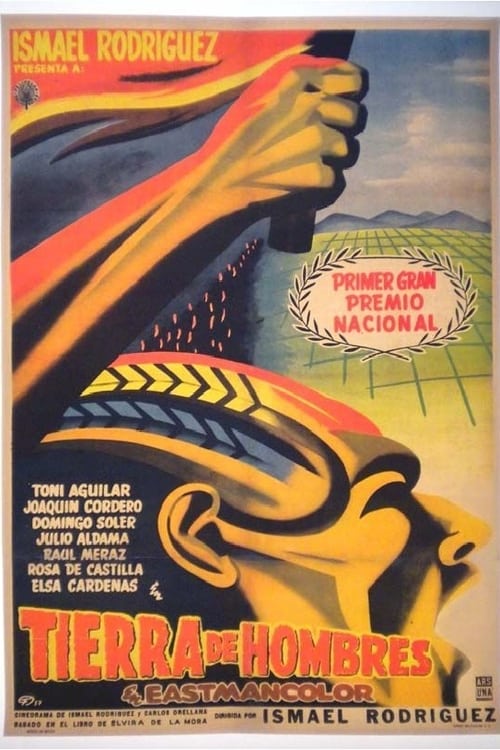 ISMAEL RODRIGUEZ
PRESENTA A:
PRIMER GRAN
PREMIO
NACIONAL
TONI AGUILAR
JOAQUIN CORDERO
DOMINGO SOLER
JULIO ALDAMA
RAUL MERAZ
ROSA DE CASTILLA
ELSA CARDENAS En
TIERRA DE HOMBRES
En EASTMANCOLOR
CINEDRAMA DE ISMAEL RODRIGUEZ Y CARLOS ORELLANA
BASADO EN EL LIBRO DE ELVIRA DE LA MORA
DIRIGIDA POR ISMAEL RODRIGUEZ
ARS
UNA